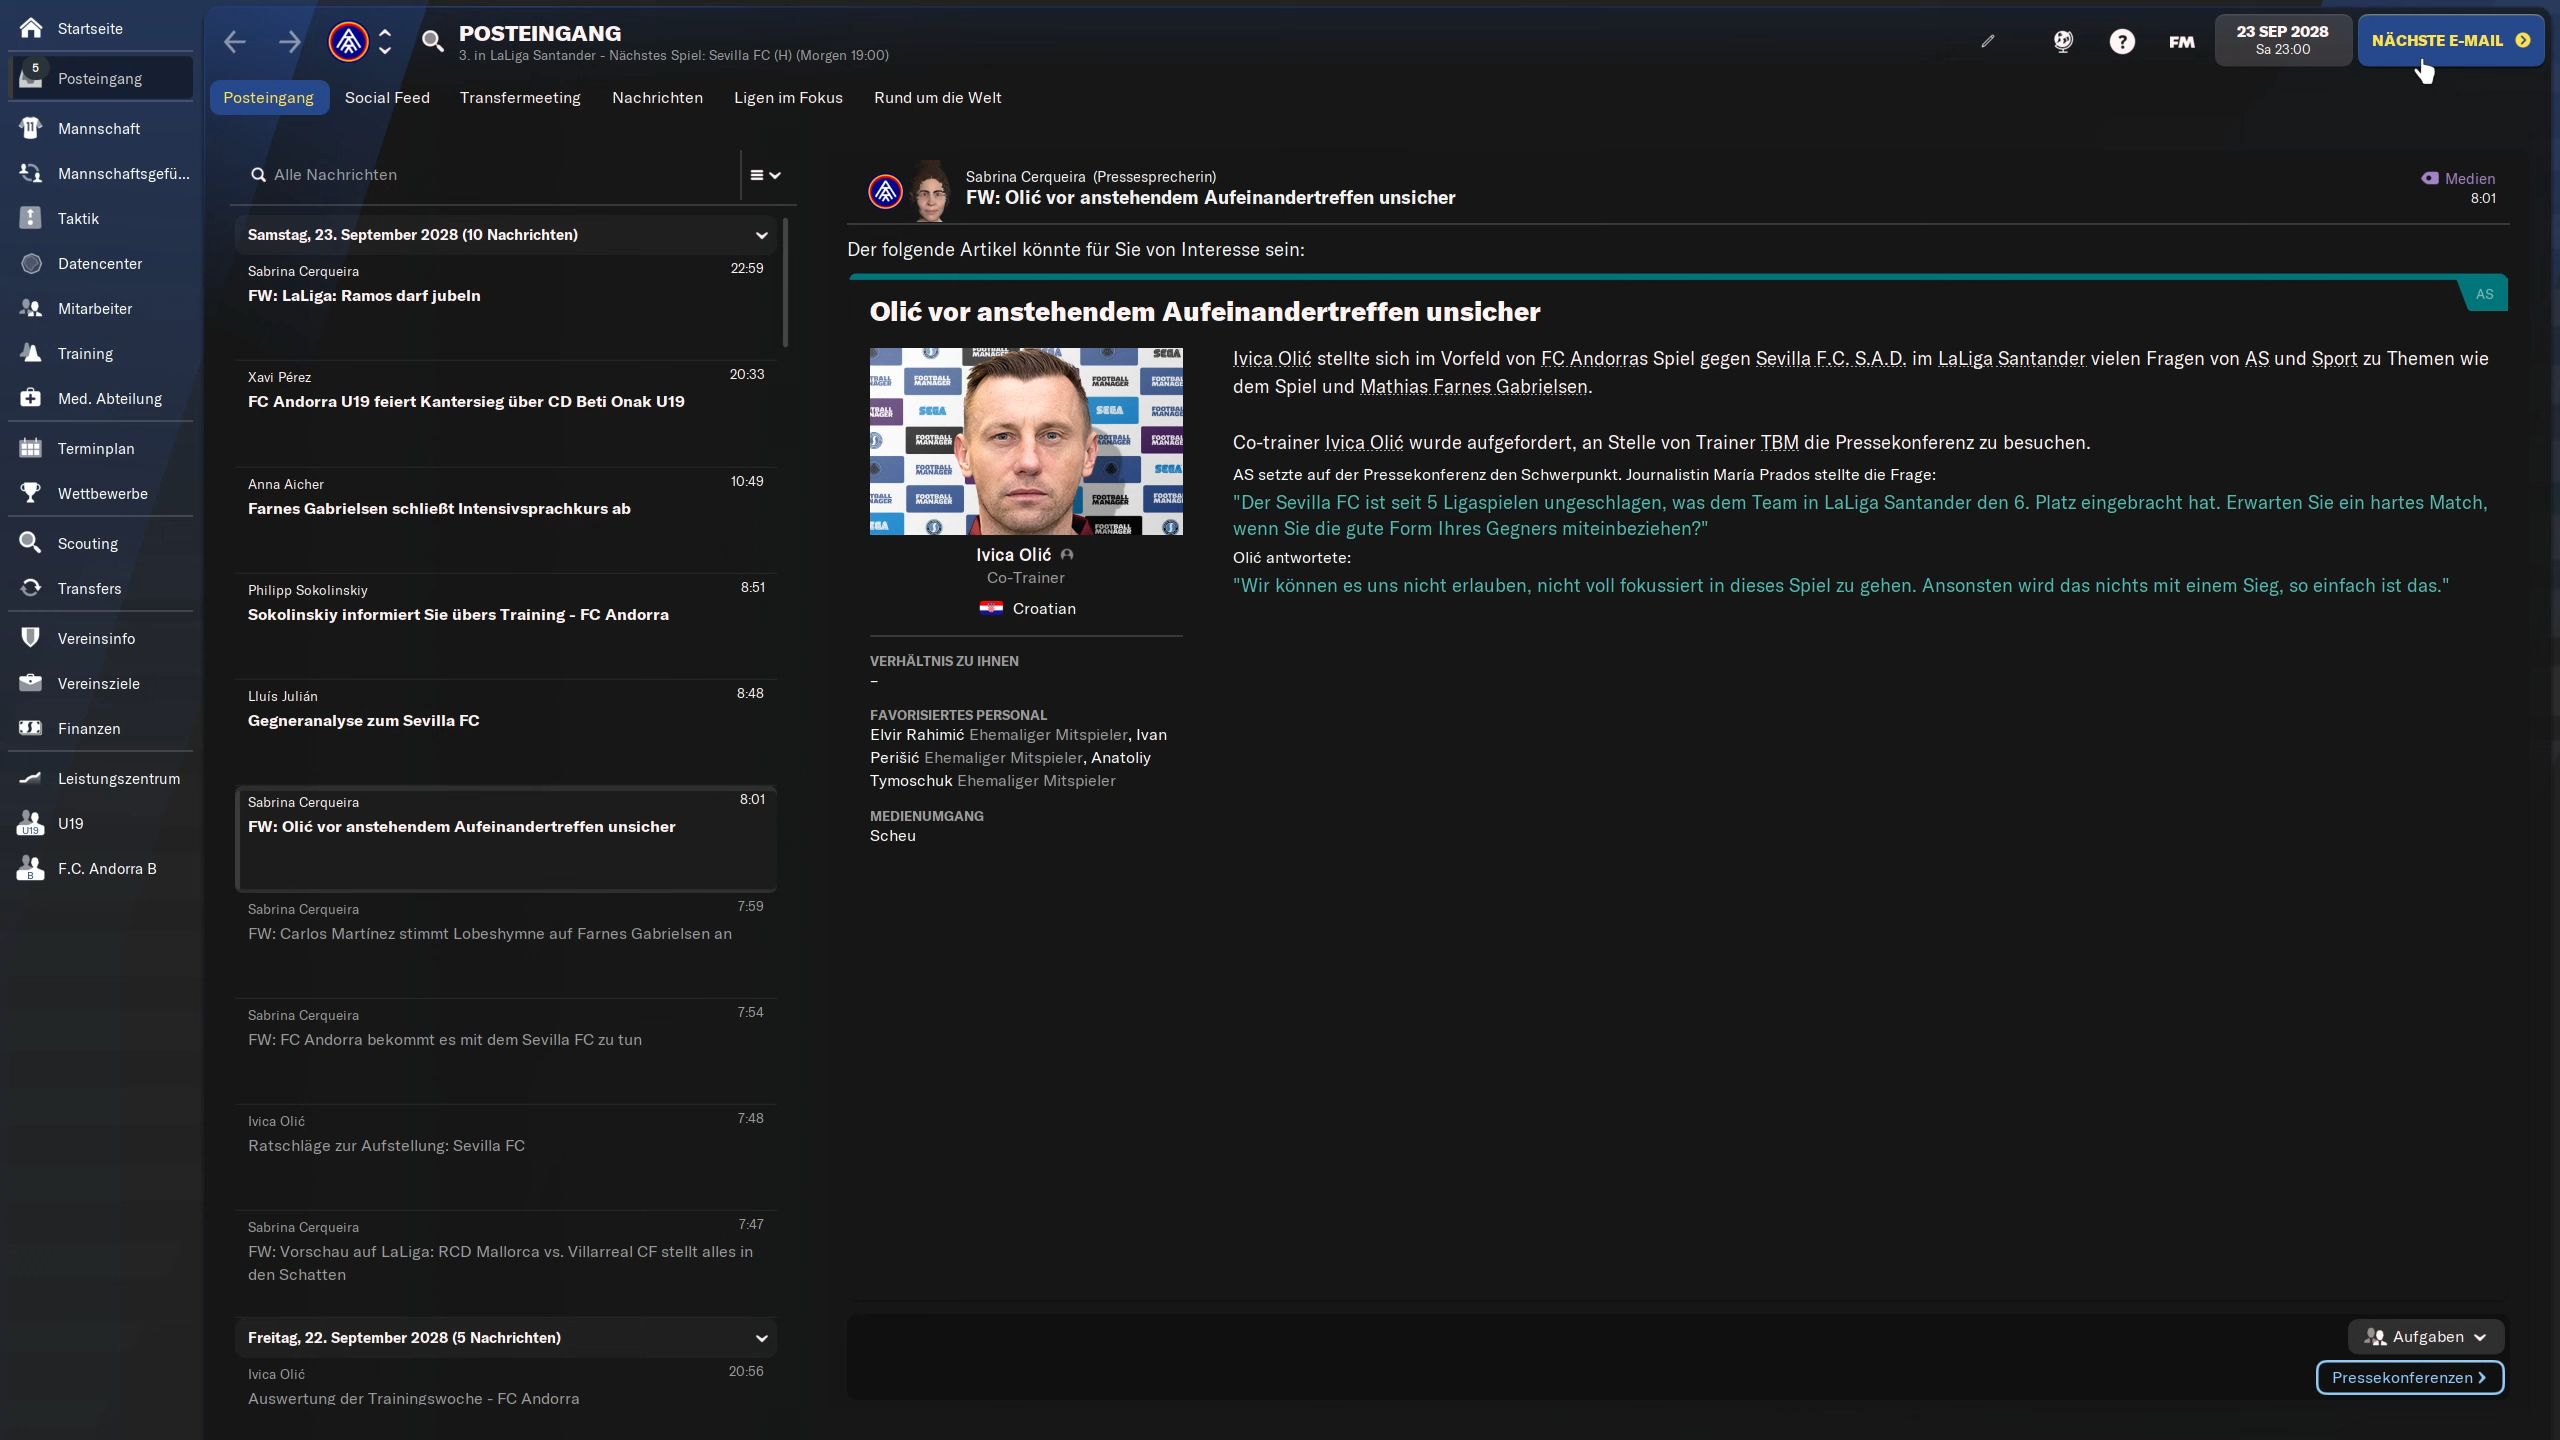 Startseite
5
Posteingang
Mannschaft
Mannschaftsgefü...
Taktik
Datencenter
Mitarbeiter
Training
Med. Abteilung
Terminplan
Wettbewerbe
Scouting
Transfers
Vereinsinfo
Vereinsziele
Finanzen
Leistungszentrum
U19
U19
B
F.C. Andorra B
POSTEINGANG
3. in LaLiga Santander - Nächstes Spiel: Sevilla FC (H) (Morgen 19:00)
FM
23 SEP 2028
Sa 23:00
NÄCHSTE E-MAIL
Posteingang
Social Feed
Transfermeeting
Nachrichten
Ligen im Fokus
Rund um die Welt
Alle Nachrichten
Samstag, 23. September 2028 (10 Nachrichten)
Sabrina Cerqueira 22:59
FW: LaLiga: Ramos darf jubeln
Xavi Pérez 20:33
FC Andorra U19 feiert Kantersieg über CD Beti Onak U19
Anna Aicher 10:49
Farnes Gabrielsen schließt Intensivsprachkurs ab
Philipp Sokolinskiy 8:51
Sokolinskiy informiert Sie übers Training - FC Andorra
Lluís Julián 8:48
Gegneranalyse zum Sevilla FC
Sabrina Cerqueira 8:01
FW: Olić vor anstehendem Aufeinandertreffen unsicher
Sabrina Cerqueira 7:59
FW: Carlos Martínez stimmt Lobeshymne auf Farnes Gabrielsen an
Sabrina Cerqueira 7:54
FW: FC Andorra bekommt es mit dem Sevilla FC zu tun
Ivica Olić 7:48
Ratschläge zur Aufstellung: Sevilla FC
Sabrina Cerqueira 7:47
FW: Vorschau auf LaLiga: RCD Mallorca vs. Villarreal CF stellt alles in
den Schatten
Freitag, 22. September 2028 (5 Nachrichten)
Ivica Olić 20:56
Auswertung der Trainingswoche - FC Andorra
Sabrina Cerqueira (Pressesprecherin)
FW: Olić vor anstehendem Aufeinandertreffen unsicher
Medien
8:01
Der folgende Artikel könnte für Sie von Interesse sein:
AS
Olić vor anstehendem Aufeinandertreffen unsicher
FOOTBALL MANAGER
SEGA
Ivica Olić
Co-Trainer
Croatian
VERHÄLTNIS ZU IHNEN
–
FAVORISIERTES PERSONAL
Elvir Rahimić Ehemaliger Mitspieler, Ivan
Perišić Ehemaliger Mitspieler, Anatoliy
Tymoschuk Ehemaliger Mitspieler
MEDIENUMGANG
Scheu
Ivica Olić stellte sich im Vorfeld von FC Andorras Spiel gegen Sevilla F.C. S.A.D. im LaLiga Santander vielen Fragen von AS und Sport zu Themen wie
dem Spiel und Mathias Farnes Gabrielsen.
Co-trainer Ivica Olić wurde aufgefordert, an Stelle von Trainer TBM die Pressekonferenz zu besuchen.
AS setzte auf der Pressekonferenz den Schwerpunkt. Journalistin María Prados stellte die Frage:
"Der Sevilla FC ist seit 5 Ligaspielen ungeschlagen, was dem Team in LaLiga Santander den 6. Platz eingebracht hat. Erwarten Sie ein hartes Match,
wenn Sie die gute Form Ihres Gegners miteinbeziehen?"
Olić antwortete:
"Wir können es uns nicht erlauben, nicht voll fokussiert in dieses Spiel zu gehen. Ansonsten wird das nichts mit einem Sieg, so einfach ist das."
Aufgaben
Pressekonferenzen